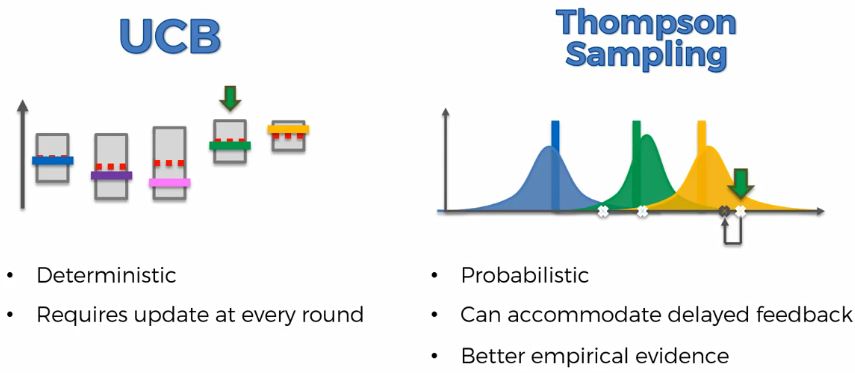 UCB
• Deterministic
• Requires update at every round
Thompson
Sampling
• Probabilistic
• Can accommodate delayed feedback
• Better empirical evidence